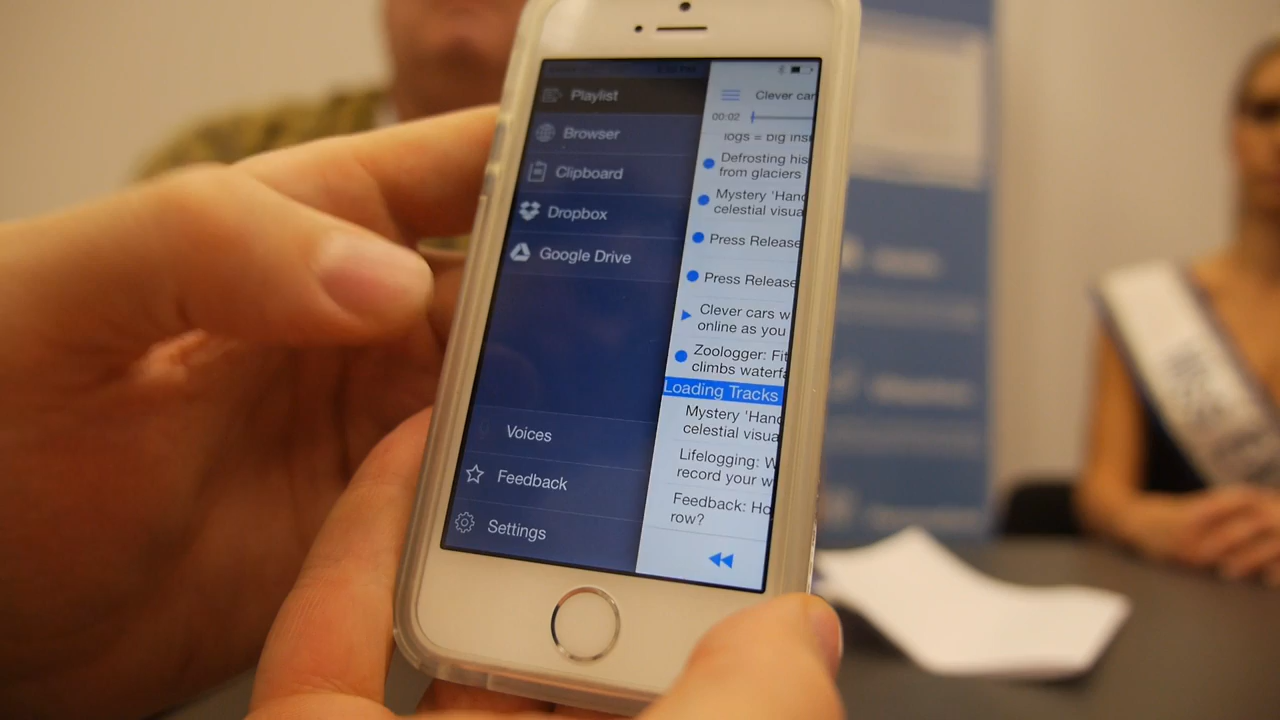 Playlist
Browser
Clipboard
Dropbox
Google Drive
Voices
Feedback
Settings
Clever car
00:02
logs = big insi
Defrosting his
from glaciers
Mystery 'Hand
celestial visua
Press Release
Press Release
Clever cars w
online as you
Zoologger: Fit
climbs waterfa
Loading Tracks
Mystery 'Hand
celestial visua
Lifelogging: W
record your w
Feedback: Ho
row?